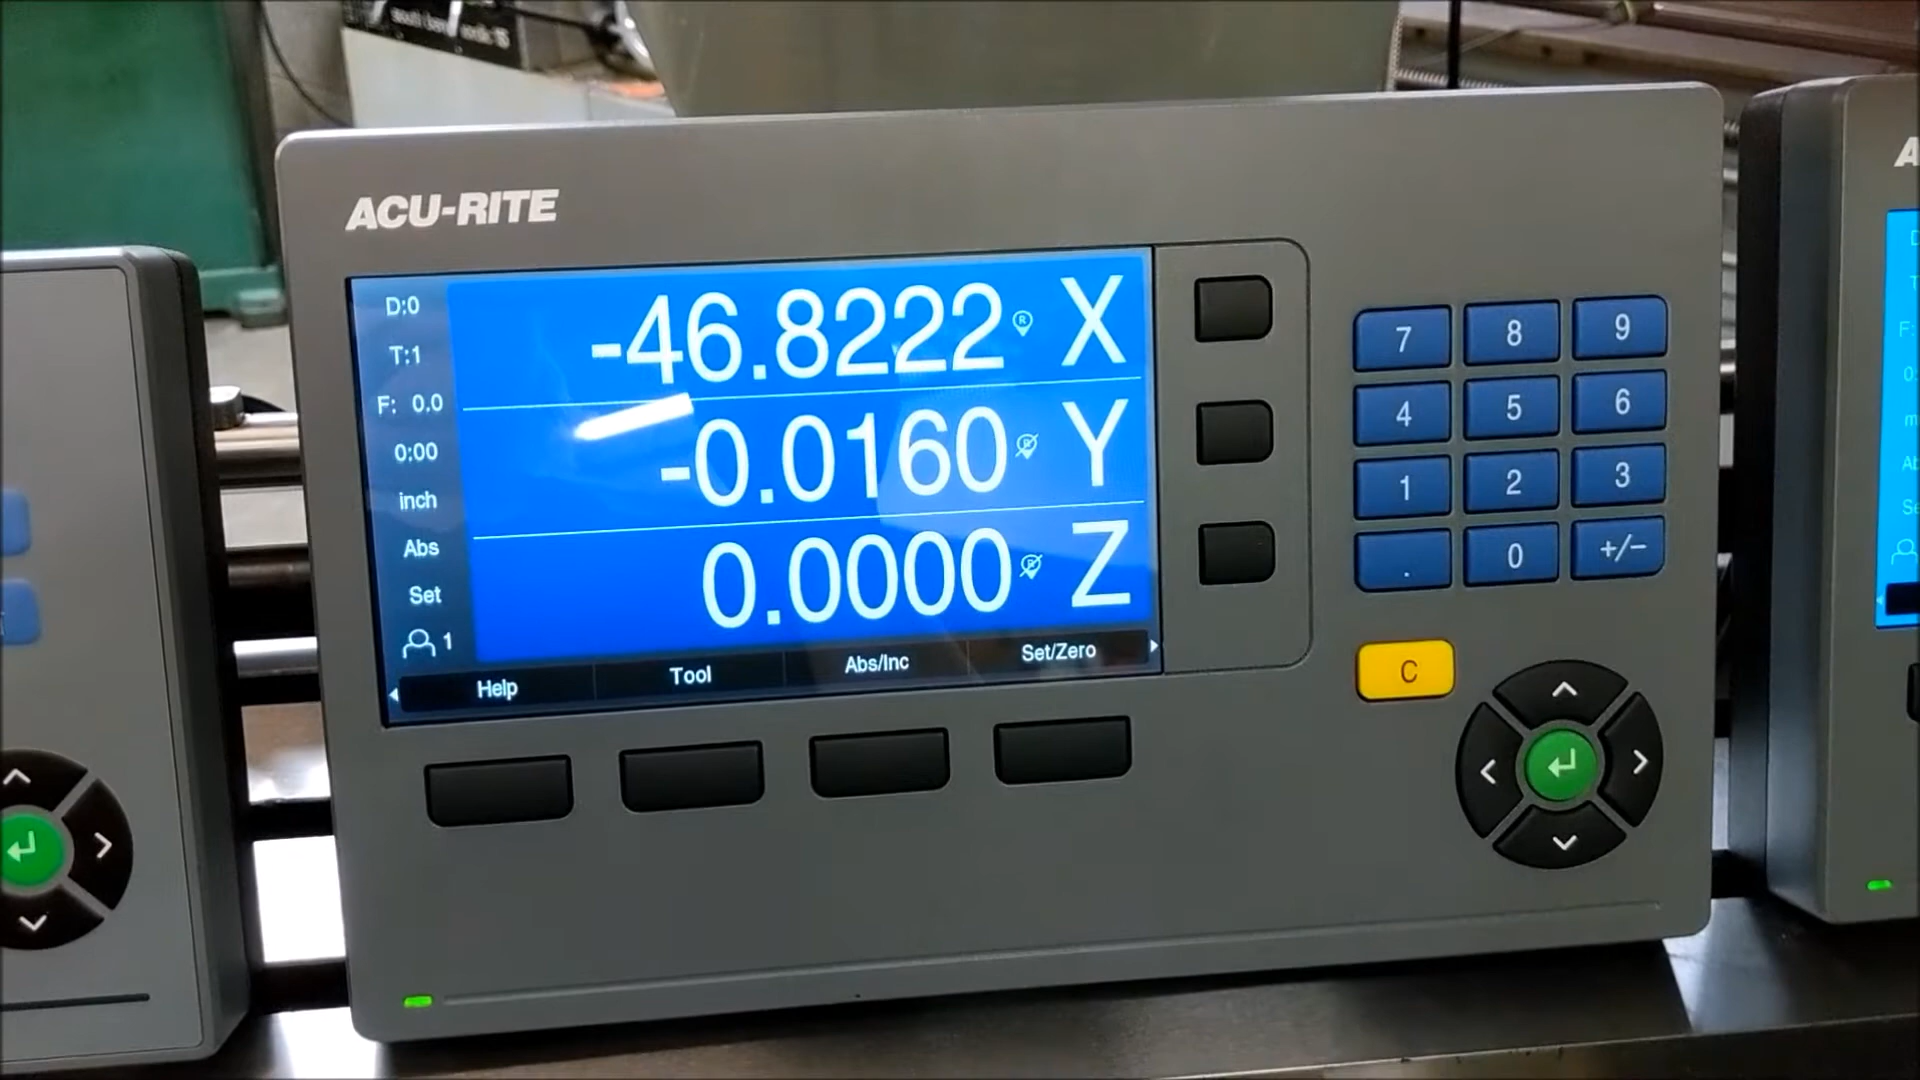 ACU-RITE
D:0
T:1
F: 0.0
0:00
inch
Abs
Set
1
-46.8222 R X
-0.0160 R Y
0.0000 R Z
Help Tool Abs/Inc Set/Zero
7 8 9
4 5 6
1 2 3
. 0 +/-
C